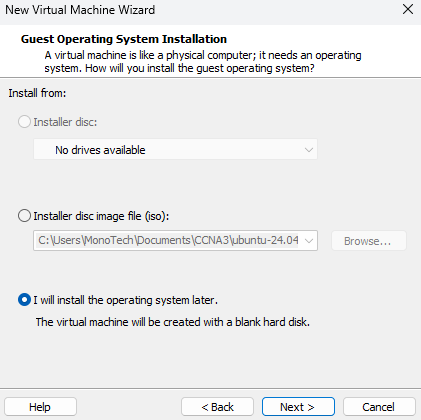 New Virtual Machine Wizard
Guest Operating System Installation
A virtual machine is like a physical computer; it needs an operating
system. How will you install the guest operating system?
Install from:
Installer disc:
No drives available
Installer disc image file (iso):
C:\Users\MonoTech\Documents\CCNA3\ubuntu-24.04
Browse...
I will install the operating system later.
The virtual machine will be created with a blank hard disk.
Help
< Back
Next >
Cancel